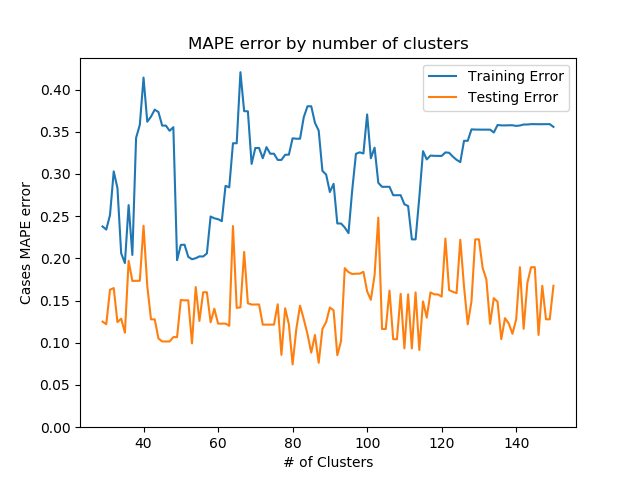 MAPE error by number of clusters
Training Error
Testing Error
Cases MAPE error
0.40
0.35
0.30
0.25
0.20
0.15
0.10
0.05
0.00
40 60 80 100 120 140
# of Clusters